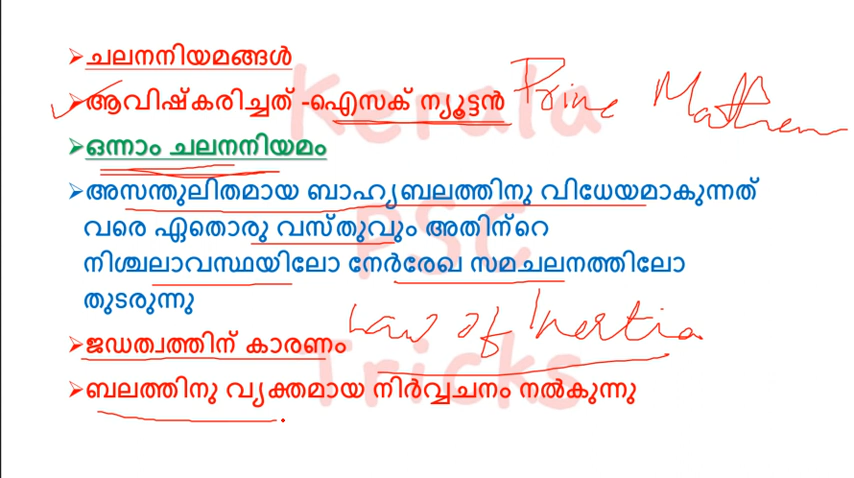 ➢ചലനനിയമങ്ങൾ
➢ആവിഷ്കരിച്ചത് -ഐസക് ന്യൂട്ടൻ Prince Mathem
➢ഒന്നാം ചലനനിയമം
➢അസന്തുലിതമായ ബാഹ്യബലത്തിനു വിധേയമാകുന്നത്
വരെ ഏതൊരു വസ്തുവും അതിന്റെ
നിശ്ചലാവസ്ഥയിലോ നേർരേഖ സമചലനത്തിലോ
തുടരുന്നു
Law of Inertia
➢ജഡത്വത്തിന് കാരണം
➢ബലത്തിനു വ്യക്തമായ നിർവ്വചനം നൽകുന്നു
Kerala
PSC
Tricks